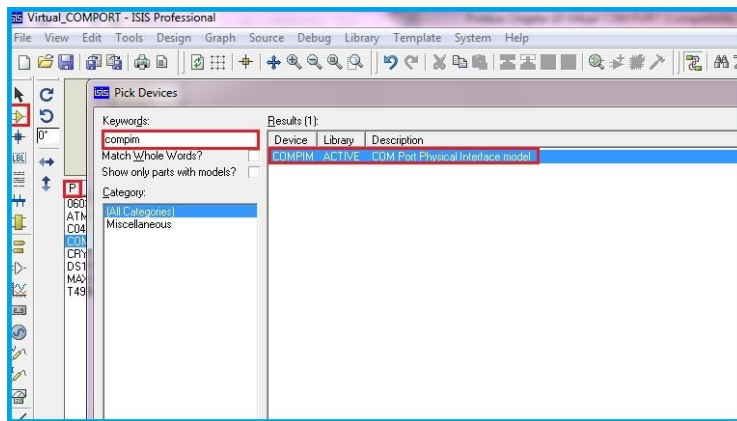 Virtual_COMPORT - ISIS Professional
File View Edit Tools Design Graph Source Debug Library Template System Help
Pick Devices
Keywords:
Results (1):
compim
Device Library Description
COMPIM ACTIVE COM Port Physical Interface model
Match Whole Words?
Show only parts with models?
Category:
(All Categories)
Miscellaneous
0°
LBL
P
060
ATM
C04
COM
CRY
DS1
MAX
T49